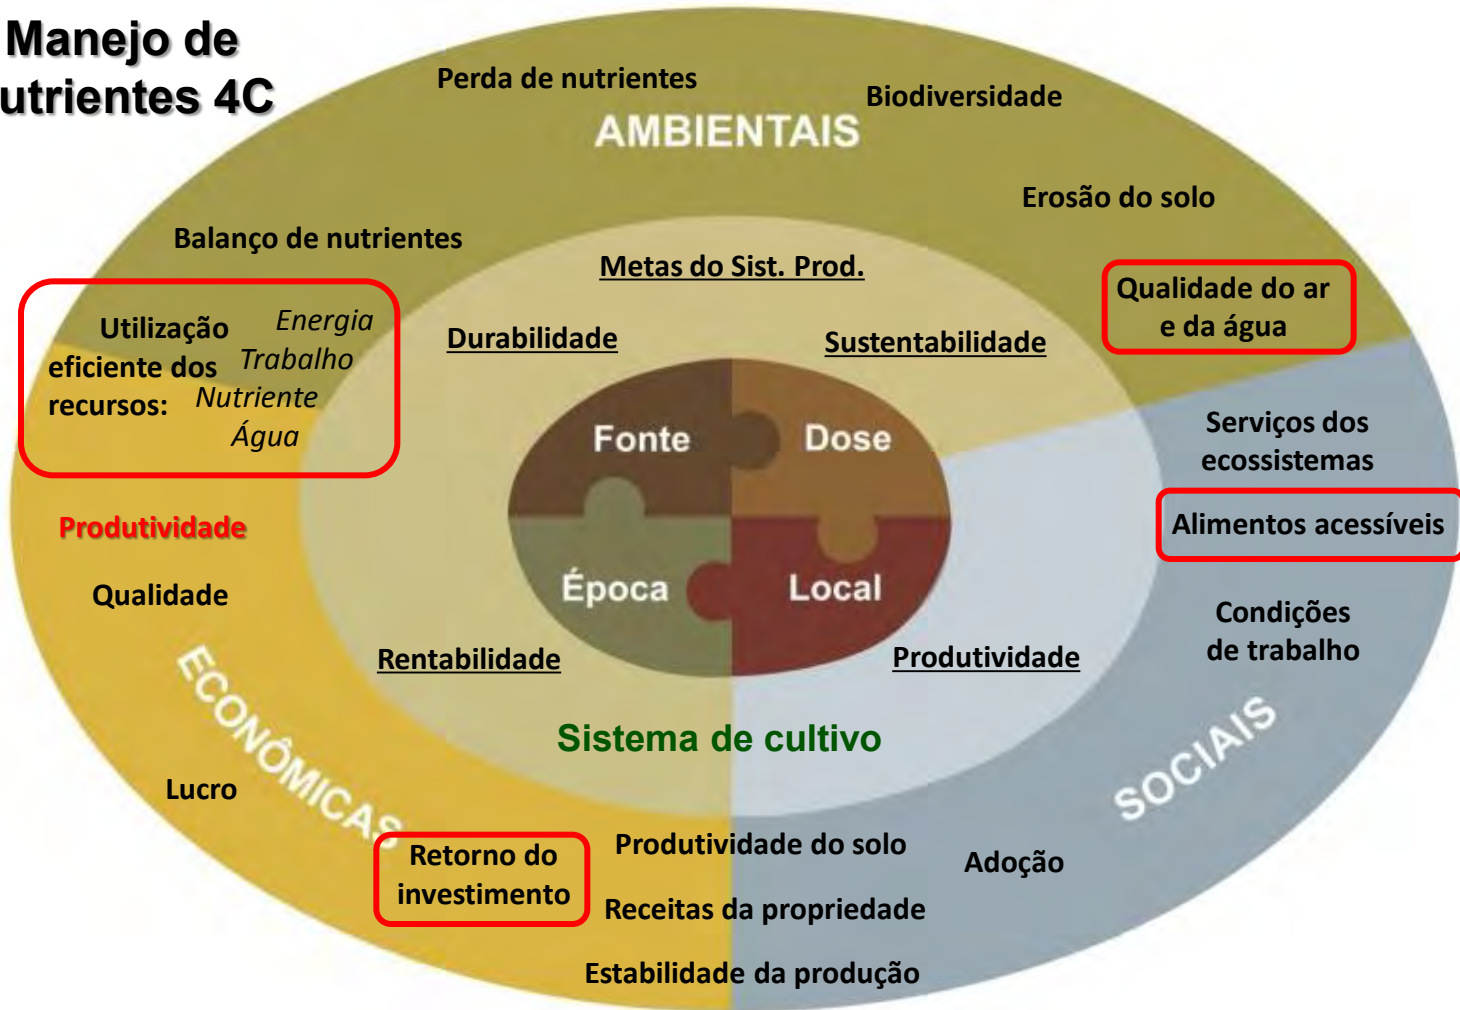 Manejo de
utrientes 4C
Perda de nutrientes
Biodiversidade
AMBIENTAIS
Erosão do solo
Balanço de nutrientes
Metas do Sist. Prod.
Qualidade do ar
e da água
Utilização
eficiente dos
recursos:
Energia
Trabalho
Nutriente
Água
Durabilidade
Sustentabilidade
Fonte
Dose
Época
Local
Serviços dos
ecossistemas
Produtividade
Alimentos acessíveis
Qualidade
Condições
de trabalho
Rentabilidade
Produtividade
ECONÔMICAS
Sistema de cultivo
SOCIAIS
Lucro
Retorno do
investimento
Produtividade do solo
Adoção
Receitas da propriedade
Estabilidade da produção